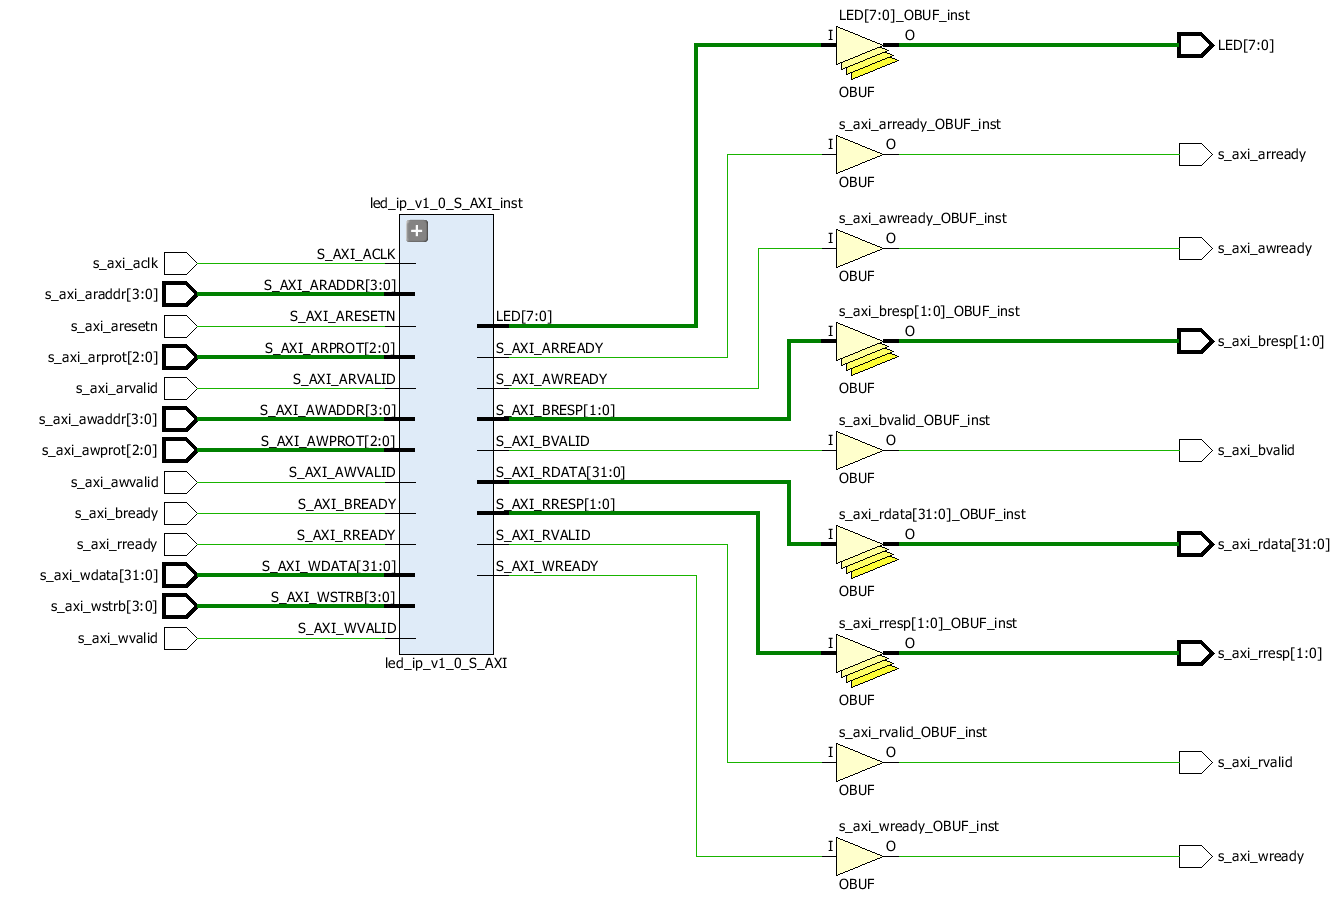 LED[7:0]_OBUF_inst
I
O
LED[7:0]
OBUF
s_axi_arready_OBUF_inst
I
O
s_axi_arready
OBUF
s_axi_awready_OBUF_inst
I
O
s_axi_awready
OBUF
s_axi_bresp[1:0]_OBUF_inst
I
O
s_axi_bresp[1:0]
OBUF
s_axi_bvalid_OBUF_inst
I
O
s_axi_bvalid
OBUF
s_axi_rdata[31:0]_OBUF_inst
I
O
s_axi_rdata[31:0]
OBUF
s_axi_rresp[1:0]_OBUF_inst
I
O
s_axi_rresp[1:0]
OBUF
s_axi_rvalid_OBUF_inst
I
O
s_axi_rvalid
OBUF
s_axi_wready_OBUF_inst
I
O
s_axi_wready
OBUF
led_ip_v1_0_S_AXI_inst
s_axi_aclk
S_AXI_ACLK
s_axi_araddr[3:0]
S_AXI_ARADDR[3:0]
s_axi_aresetn
S_AXI_ARESETN
s_axi_arprot[2:0]
S_AXI_ARPROT[2:0]
s_axi_arvalid
S_AXI_ARVALID
s_axi_awaddr[3:0]
S_AXI_AWADDR[3:0]
s_axi_awprot[2:0]
S_AXI_AWPROT[2:0]
s_axi_awvalid
S_AXI_AWVALID
s_axi_bready
S_AXI_BREADY
s_axi_rready
S_AXI_RREADY
s_axi_wdata[31:0]
S_AXI_WDATA[31:0]
s_axi_wstrb[3:0]
S_AXI_WSTRB[3:0]
s_axi_wvalid
S_AXI_WVALID
LED[7:0]
S_AXI_ARREADY
S_AXI_AWREADY
S_AXI_BRESP[1:0]
S_AXI_BVALID
S_AXI_RDATA[31:0]
S_AXI_RRESP[1:0]
S_AXI_RVALID
S_AXI_WREADY
led_ip_v1_0_S_AXI